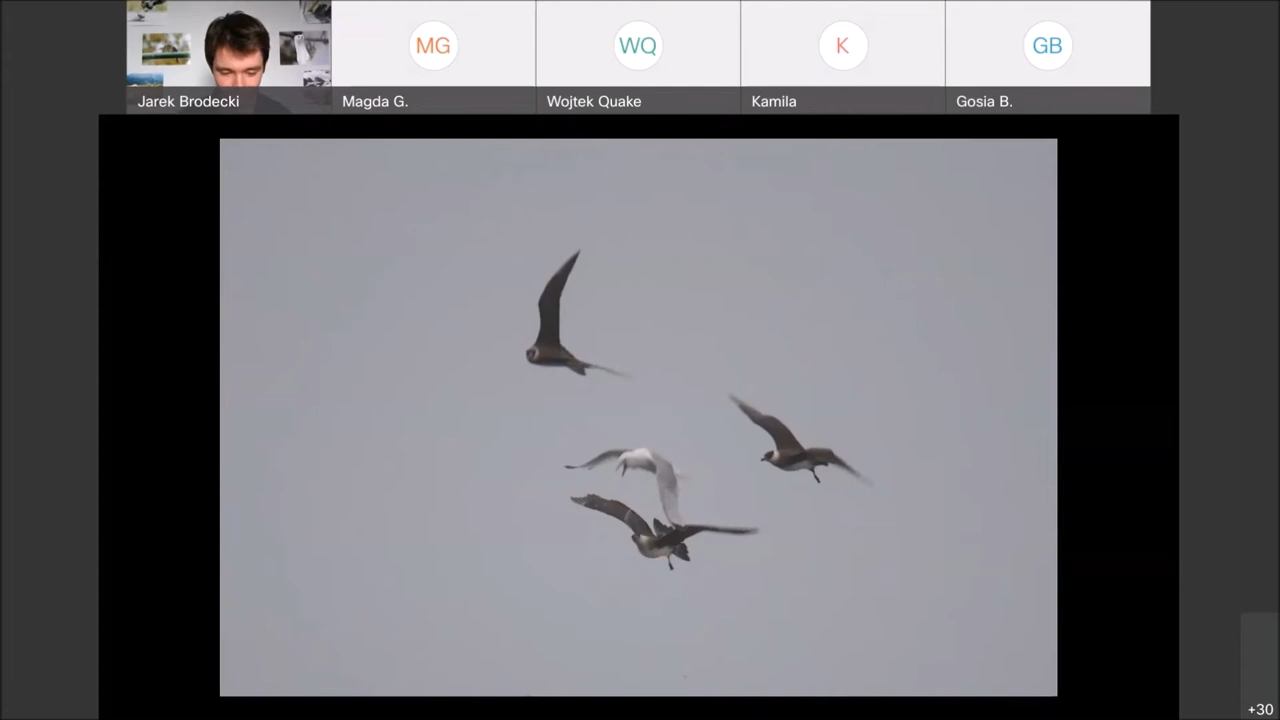 MG
WQ
K
GB
Jarek Brodecki
Magda G.
Wojtek Quake
Kamila
Gosia B.
+30